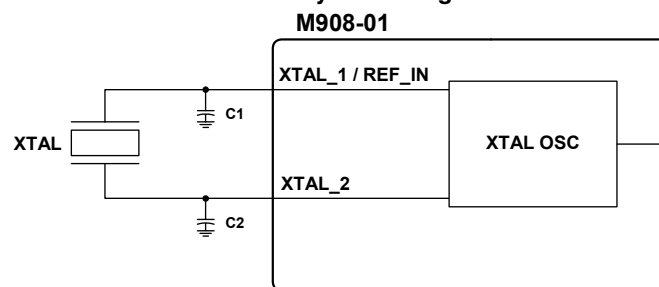 M908-01
XTAL_1 / REF_IN
C1
XTAL
XTAL OSC
XTAL_2
C2